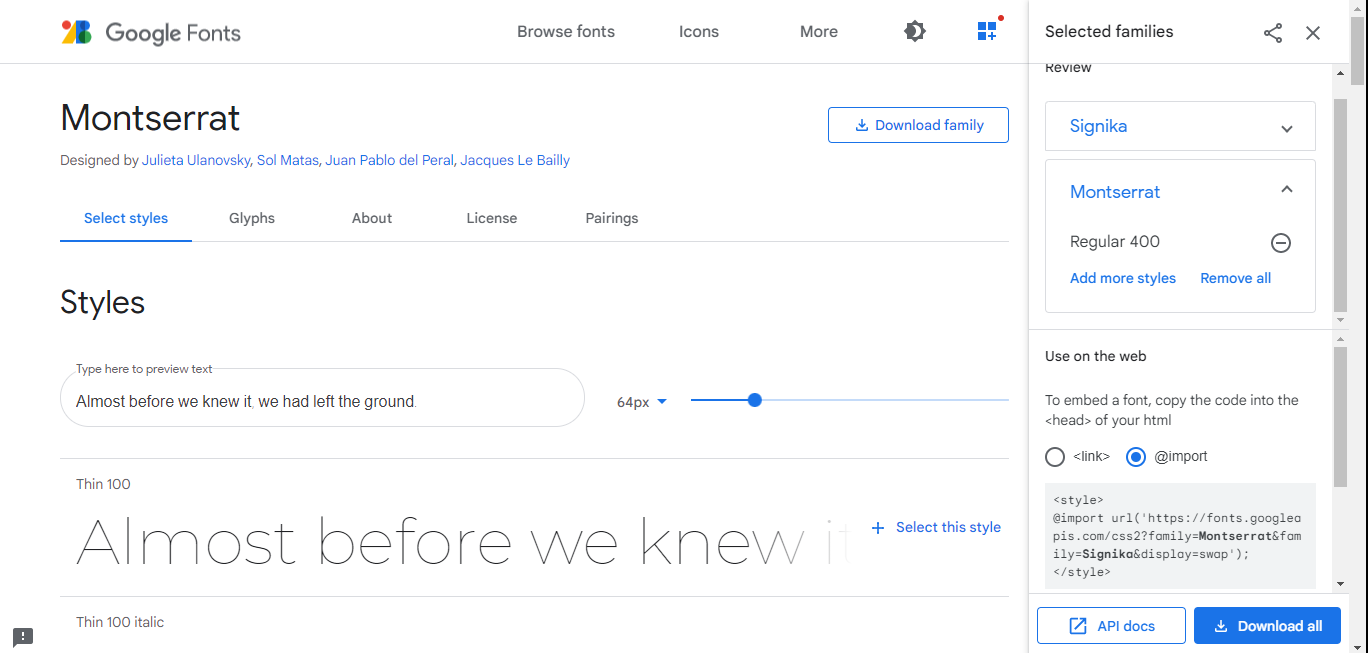 Google Fonts
Browse fonts
Icons
More
Montserrat
Download family
Designed by Julieta Ulanovsky, Sol Matas, Juan Pablo del Peral, Jacques Le Bailly
Select styles
Glyphs
About
License
Pairings
Styles
Type here to preview text
Almost before we knew it, we had left the ground.
64px
Thin 100
Almost before we knew it
Select this style
Thin 100 italic
Selected families
Review
Signika
Montserrat
Regular 400
Add more styles
Remove all
Use on the web
To embed a font, copy the code into the
<head> of your html
<link>
@import
<style>
@import url('https://fonts.googlea
pis.com/css2?family=Montserrat&fam
ily=Signika&display=swap');
</style>
API docs
Download all